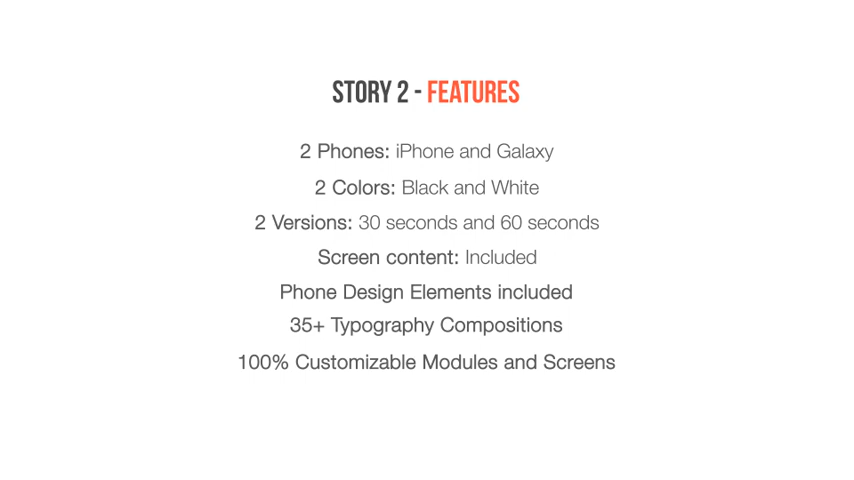 STORY 2 - FEATURES
2 Phones: iPhone and Galaxy
2 Colors: Black and White
2 Versions: 30 seconds and 60 seconds
Screen content: Included
Phone Design Elements included
35+ Typography Compositions
100% Customizable Modules and Screens